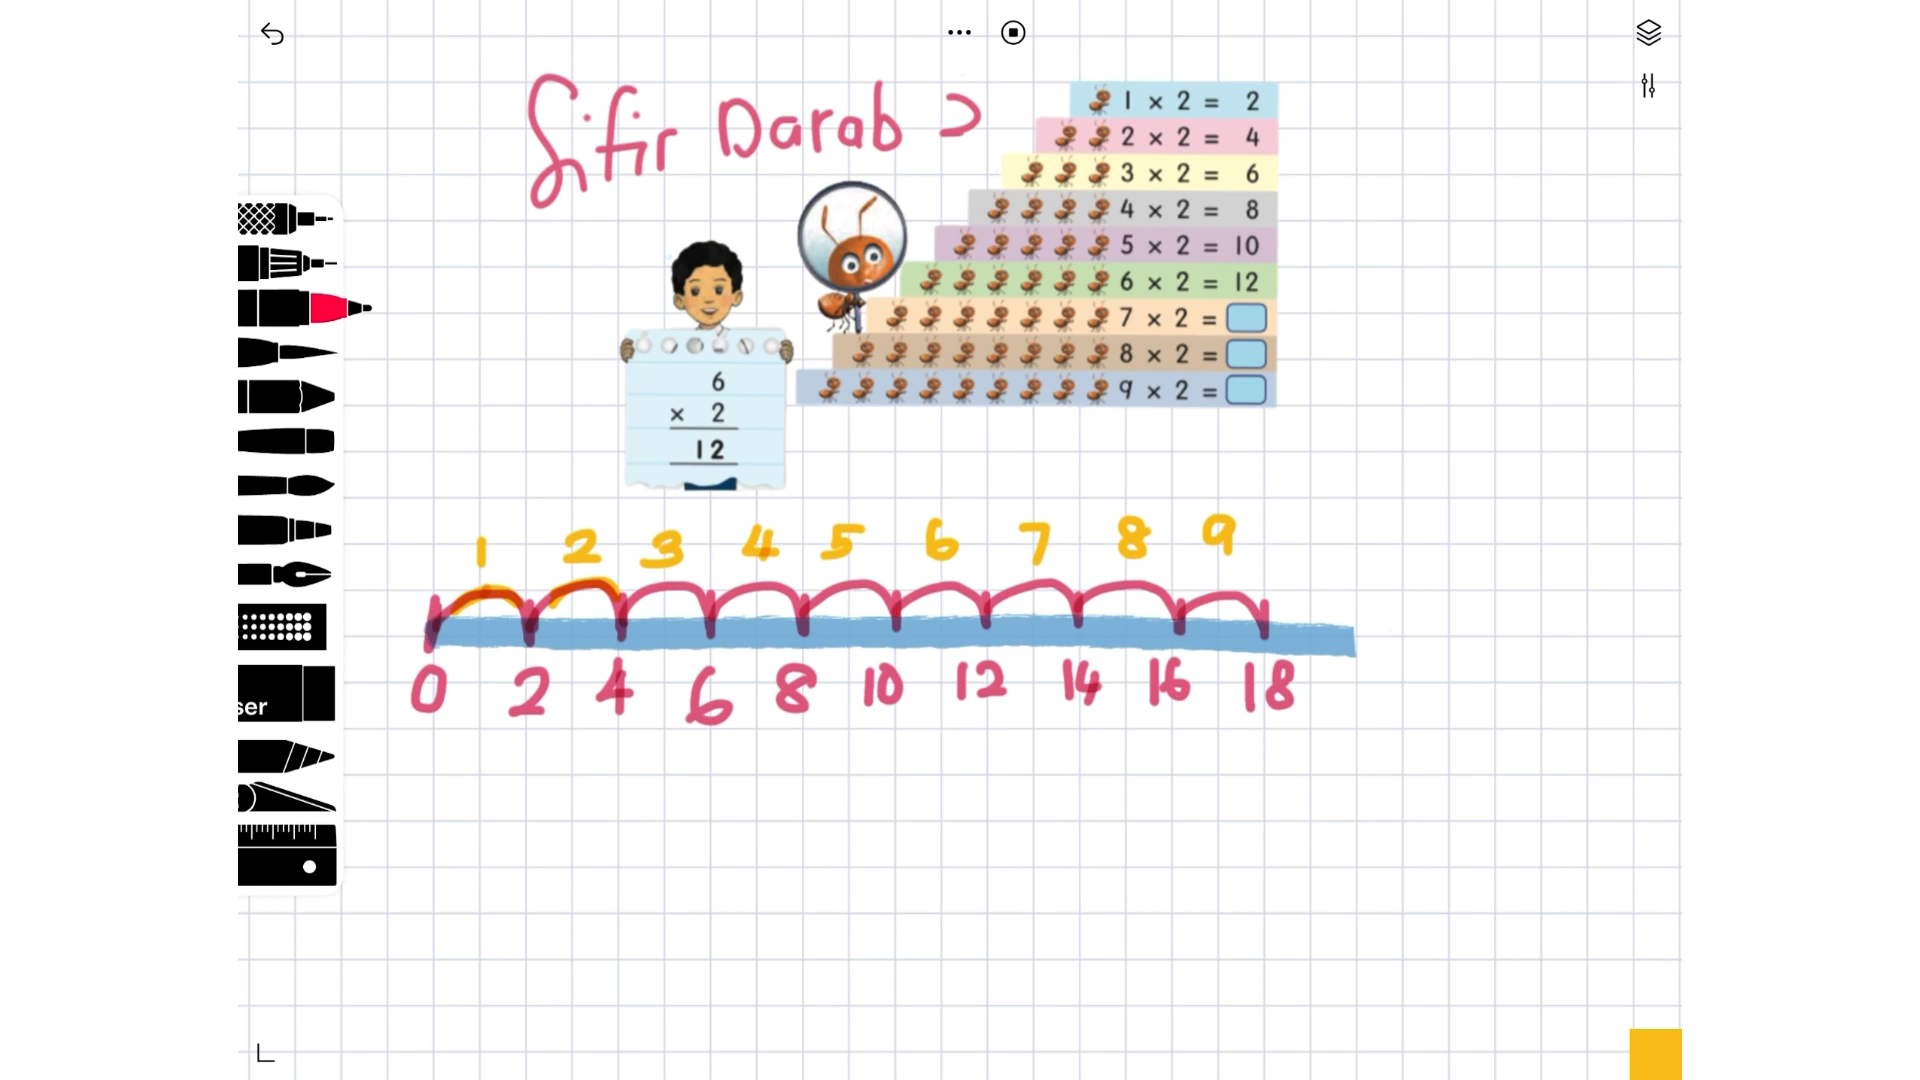 Sifir Darab 2
1 × 2 = 2
2 × 2 = 4
3 × 2 = 6
4 × 2 = 8
5 × 2 = 10
6 × 2 = 12
7 × 2 =
8 × 2 =
9 × 2 =
6
× 2
12
1 2 3 4 5 6 7 8 9
0 2 4 6 8 10 12 14 16 18
ser